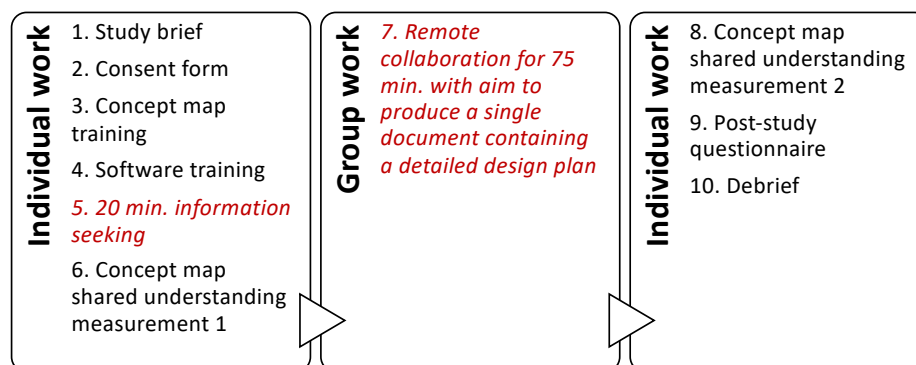 Individual work
1. Study brief
2. Consent form
3. Concept map
training
4. Software training
5. 20 min. information
seeking
6. Concept map
shared understanding
measurement 1
Group work
7. Remote
collaboration for 75
min. with aim to
produce a single
document containing
a detailed design plan
Individual work
8. Concept map
shared understanding
measurement 2
9. Post-study
questionnaire
10. Debrief